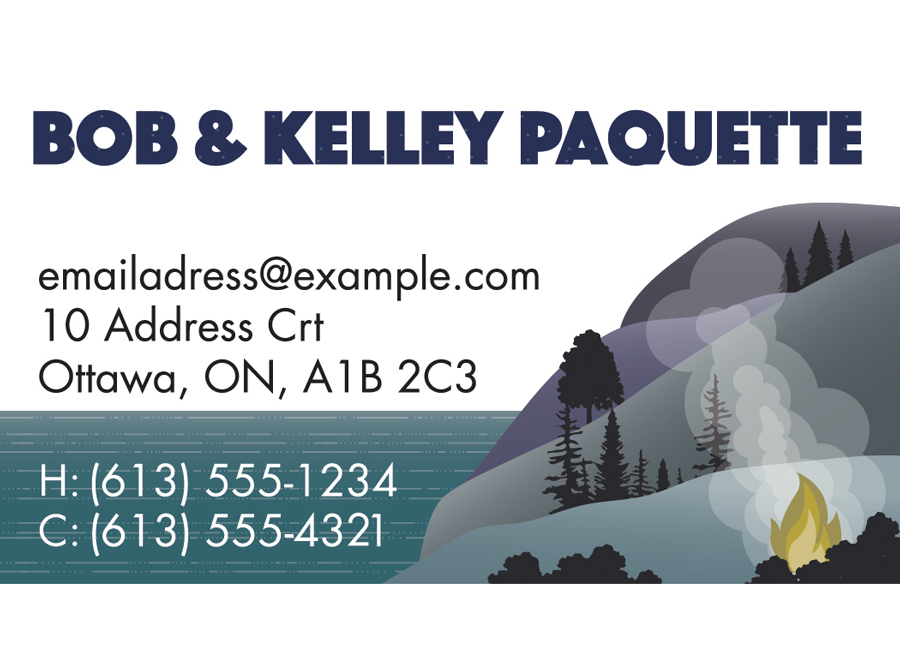 BOB & KELLEY PAQUETTE
emailadress@example.com
10 Address Crt
Ottawa, ON, A1B 2C3
H: (613) 555-1234
C: (613) 555-4321